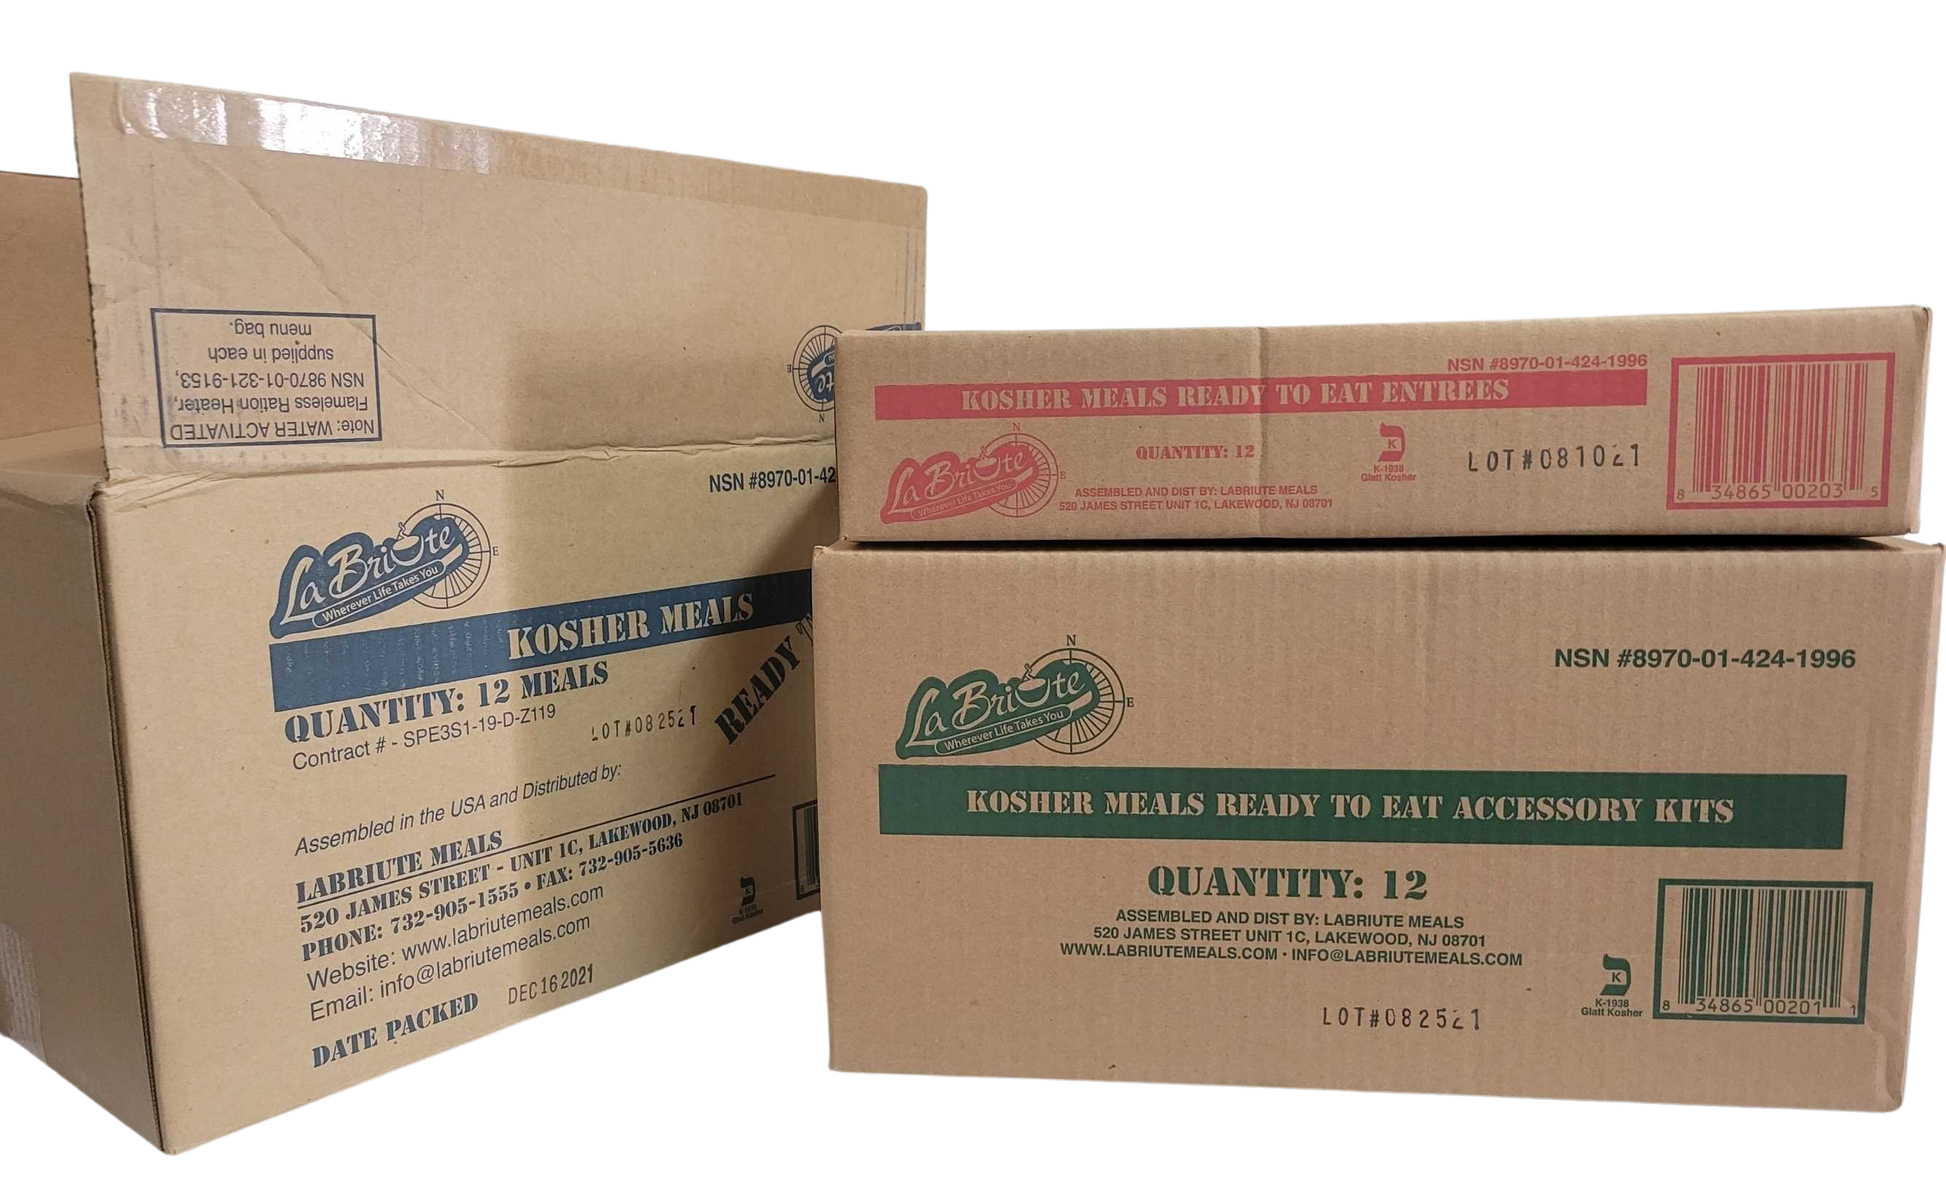 Note: WATER ACTIVATED
Flameless Ration Heater,
NSN 9870-01-321-9153,
supplied in each
menu bag.
N
E
NSN #8970-01-42
N
E
La Briute
Wherever Life Takes You
KOSHER MEALS
READY
QUANTITY: 12 MEALS
Contract # - SPE3S1-19-D-Z119
LOT#082521
Assembled in the USA and Distributed by:
LABRIUTE MEALS
520 JAMES STREET - UNIT 1C, LAKEWOOD, NJ 08701
PHONE: 732-905-1555 • FAX: 732-905-5636
Website: www.labriutemeals.com
Email: info@labriutemeals.com
DATE PACKED DEC 16 2021
K
K-1938
Glatt Kosher
NSN #8970-01-424-1996
KOSHER MEALS READY TO EAT ENTREES
N
E
La Briute
Wherever Life Takes You
QUANTITY: 12
ASSEMBLED AND DIST BY: LABRIUTE MEALS
520 JAMES STREET UNIT 1C, LAKEWOOD, NJ 08701
K
K-1938
Glatt Kosher
LOT#081021
8 34865 00203 5
NSN #8970-01-424-1996
N
E
La Briute
Wherever Life Takes You
KOSHER MEALS READY TO EAT ACCESSORY KITS
QUANTITY: 12
ASSEMBLED AND DIST BY: LABRIUTE MEALS
520 JAMES STREET UNIT 1C, LAKEWOOD, NJ 08701
WWW.LABRIUTEMEALS.COM • INFO@LABRIUTEMEALS.COM
LOT#082521
K
K-1938
Glatt Kosher
8 34865 00201 1